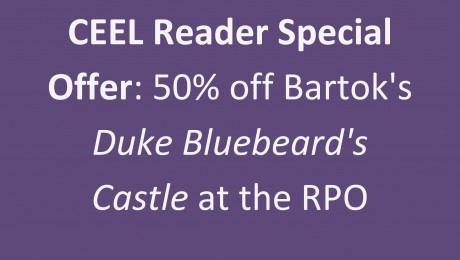 CEEL Reader Special
Offer: 50% off Bartok's
Duke Bluebeard's
Castle at the RPO